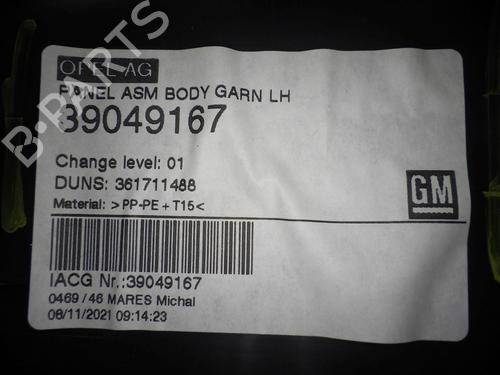 OPEL AG
PANEL ASM BODY GARN LH
39049167
Change level: 01
DUNS: 361711488
Material: >PP-PE+T15<
GM
IACG Nr.:39049167
0469/46 MARES Michal
08/11/2021 09:14:23
B-PARTS